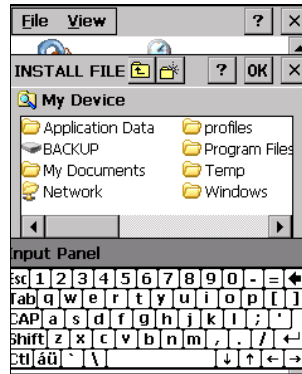 File View ? ×
INSTALL FILE ? OK ×
My Device
Application Data profiles
BACKUP Program Files
My Documents Temp
Network Windows
Input Panel
Esc 1 2 3 4 5 6 7 8 9 0 - =
Tab q w e r t y u i o p [ ]
CAP a s d f g h j k l ; '
Shift z x c v b n m , . /
Ctl áü ` \